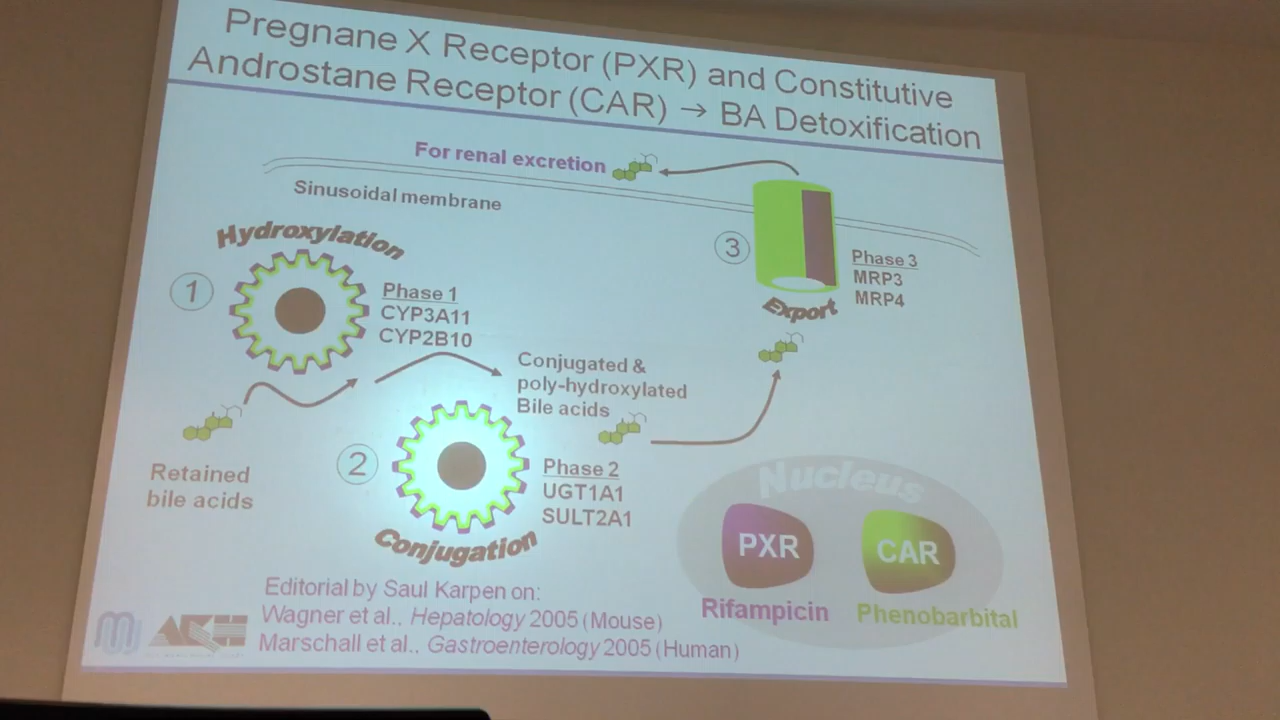 Pregnane X Receptor (PXR) and Constitutive
Androstane Receptor (CAR) → BA Detoxification
For renal excretion
Sinusoidal membrane
Hydroxylation
1
Phase 1
CYP3A11
CYP2B10
3
Phase 3
MRP3
MRP4
Export
Conjugated &
poly-hydroxylated
Bile acids
Retained
bile acids
2
Phase 2
UGT1A1
SULT2A1
Conjugation
Nucleus
PXR
CAR
Rifampicin
Phenobarbital
Editorial by Saul Karpen on:
Wagner et al., Hepatology 2005 (Mouse)
Marschall et al., Gastroenterology 2005 (Human)
AKH